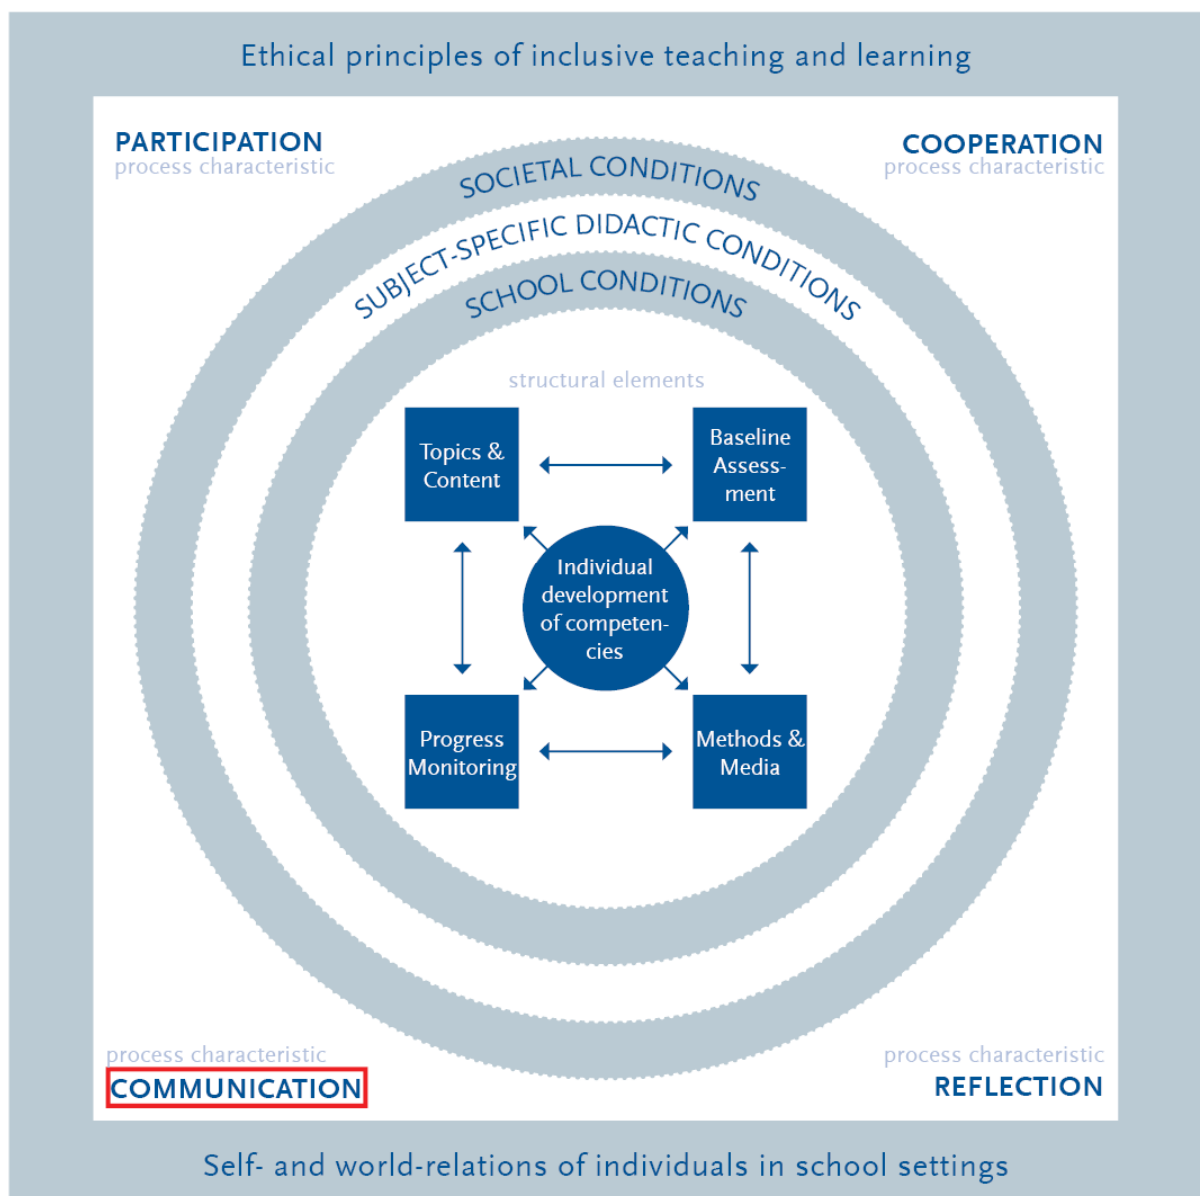 Ethical principles of inclusive teaching and learning
PARTICIPATION
process characteristic
COOPERATION
process characteristic
SOCIETAL CONDITIONS
SUBJECT-SPECIFIC DIDACTIC CONDITIONS
SCHOOL CONDITIONS
structural elements
Topics &
Content
Baseline
Assess-
ment
Individual
development
of competen-
cies
Progress
Monitoring
Methods &
Media
process characteristic
COMMUNICATION
process characteristic
REFLECTION
Self- and world-relations of individuals in school settings